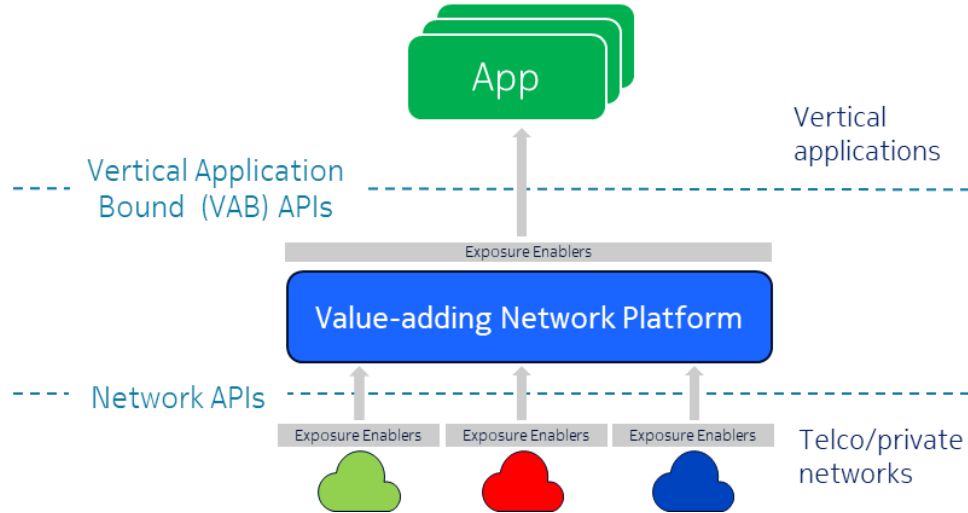 App
Vertical
applications
Vertical Application
Bound (VAB) APIs
Exposure Enablers
Value-adding Network Platform
Network APIs
Exposure Enablers
Exposure Enablers
Exposure Enablers
Telco/private
networks